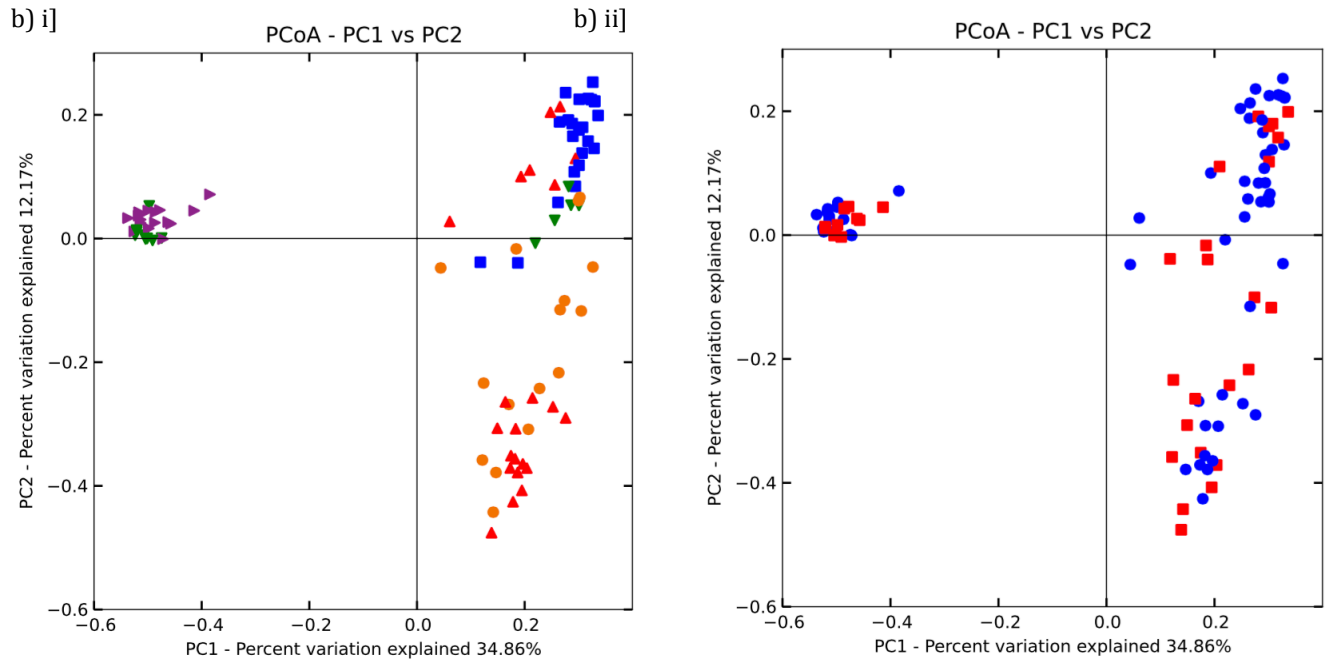 b) i]
PCoA - PC1 vs PC2
0.2
0.0
−0.2
−0.4
−0.6
−0.6
−0.4
−0.2
0.0
0.2
PC2 - Percent variation explained 12.17%
PC1 - Percent variation explained 34.86%
b) ii]
PCoA - PC1 vs PC2
0.2
0.0
−0.2
−0.4
−0.6
−0.6
−0.4
−0.2
0.0
0.2
PC2 - Percent variation explained 12.17%
PC1 - Percent variation explained 34.86%